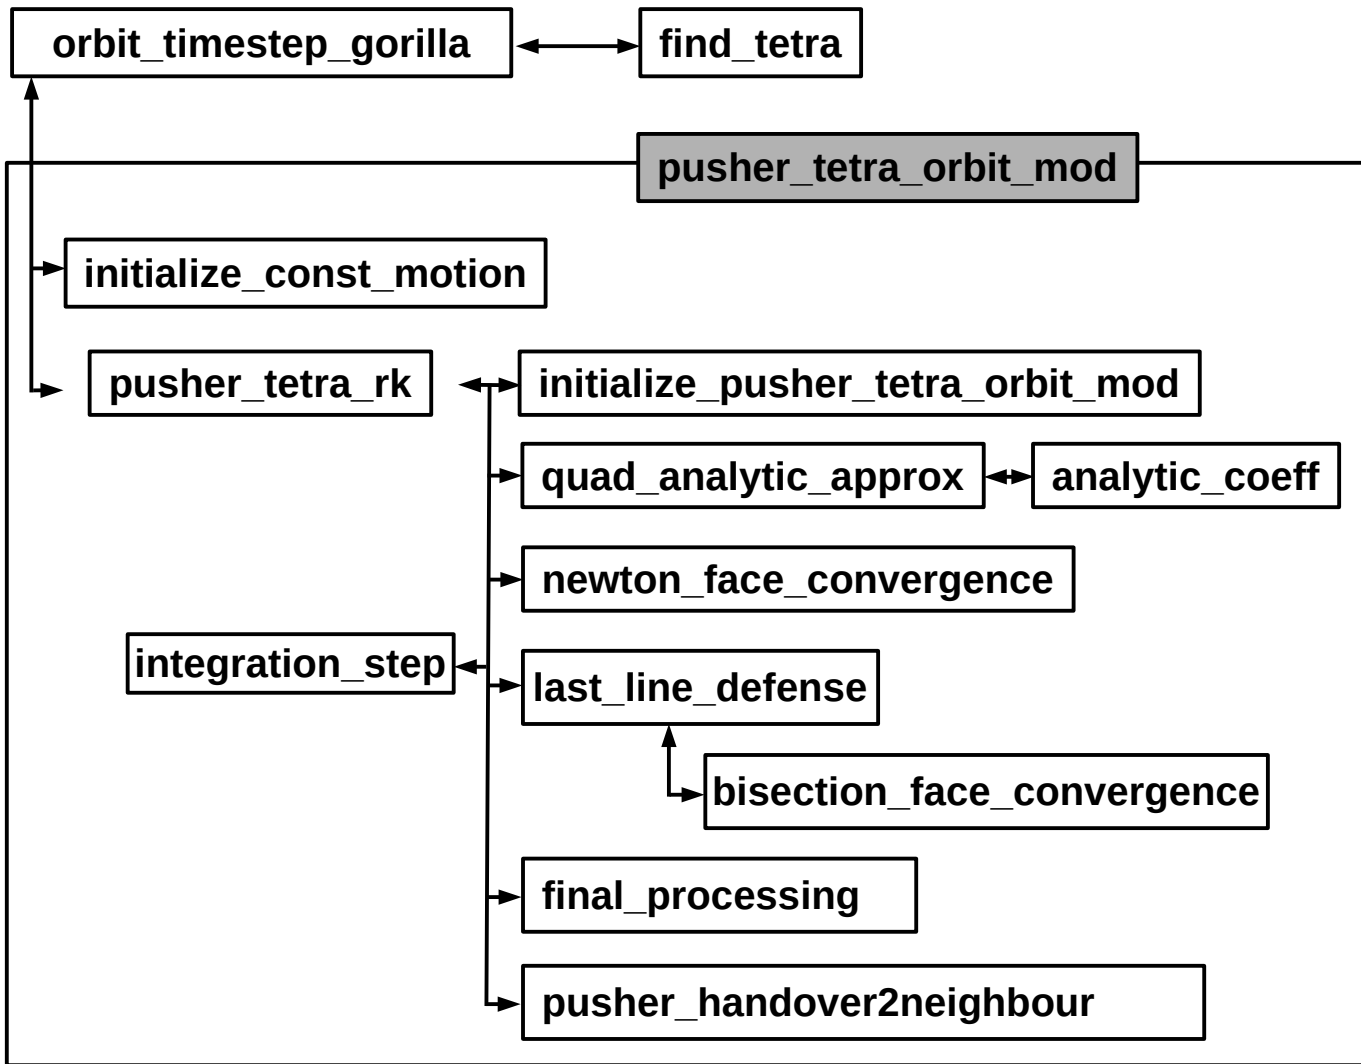 orbit_timestep_gorilla
find_tetra
pusher_tetra_orbit_mod
initialize_const_motion
pusher_tetra_rk
initialize_pusher_tetra_orbit_mod
quad_analytic_approx
analytic_coeff
newton_face_convergence
integration_step
last_line_defense
bisection_face_convergence
final_processing
pusher_handover2neighbour